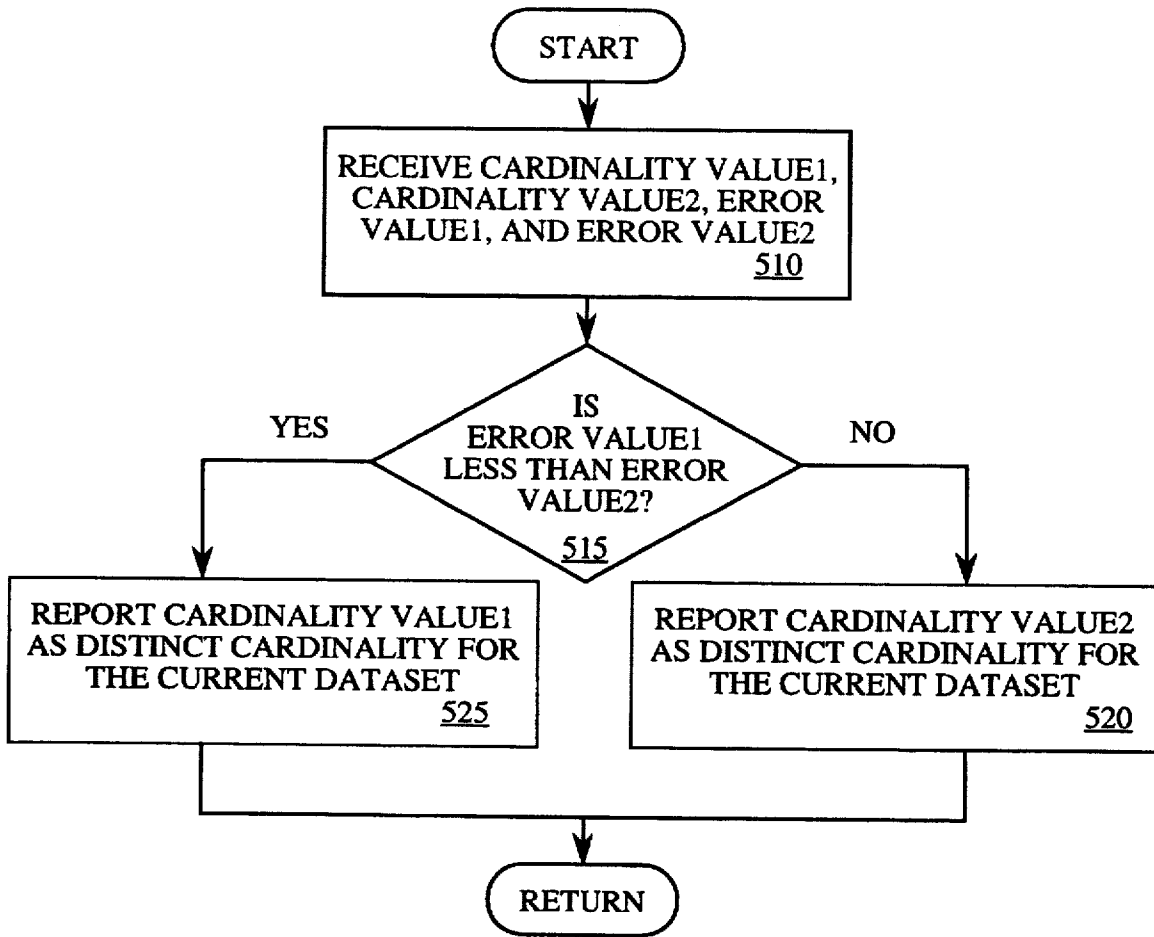 START
RECEIVE CARDINALITY VALUE1,
CARDINALITY VALUE2, ERROR
VALUE1, AND ERROR VALUE2
510
IS
ERROR VALUE1
LESS THAN ERROR
VALUE2?
515
YES
NO
REPORT CARDINALITY VALUE1
AS DISTINCT CARDINALITY FOR
THE CURRENT DATASET
525
REPORT CARDINALITY VALUE2
AS DISTINCT CARDINALITY FOR
THE CURRENT DATASET
520
RETURN